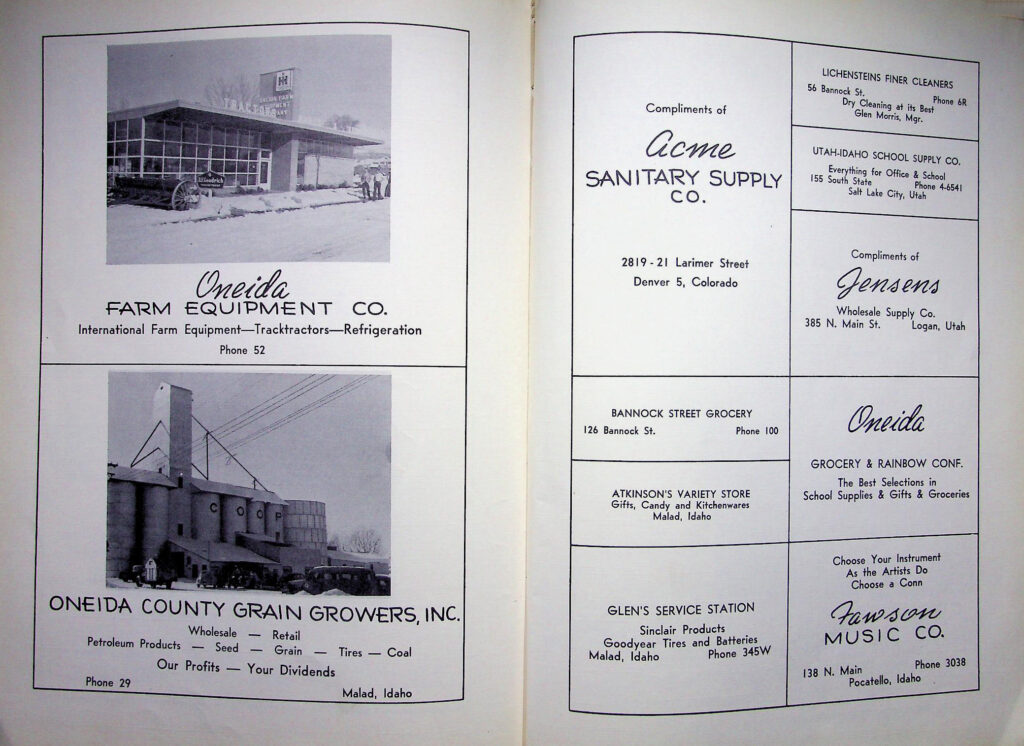 TRACTORS
IH
ONEIDA FARM
EQUIPMENT
B.F. Goodrich
Oneida
FARM EQUIPMENT CO.
International Farm Equipment—Tracktractors—Refrigeration
Phone 52
COOP
ONEIDA COUNTY GRAIN GROWERS, INC.
Wholesale — Retail
Petroleum Products — Seed — Grain — Tires — Coal
Our Profits — Your Dividends
Phone 29
Malad, Idaho
Compliments of
Acme
SANITARY SUPPLY
CO.
2819 - 21 Larimer Street
Denver 5, Colorado
LICHENSTEINS FINER CLEANERS
56 Bannock St. Phone 6R
Dry Cleaning at its Best
Glen Morris, Mgr.
UTAH-IDAHO SCHOOL SUPPLY CO.
Everything for Office & School
155 South State Phone 4-6541
Salt Lake City, Utah
Compliments of
Jensens
Wholesale Supply Co.
385 N. Main St. Logan, Utah
BANNOCK STREET GROCERY
126 Bannock St. Phone 100
ATKINSON'S VARIETY STORE
Gifts, Candy and Kitchenwares
Malad, Idaho
Oneida
GROCERY & RAINBOW CONF.
The Best Selections in
School Supplies & Gifts & Groceries
GLEN'S SERVICE STATION
Sinclair Products
Goodyear Tires and Batteries
Malad, Idaho Phone 345W
Choose Your Instrument
As the Artists Do
Choose a Conn
Fawson
MUSIC CO.
138 N. Main Phone 3038
Pocatello, Idaho